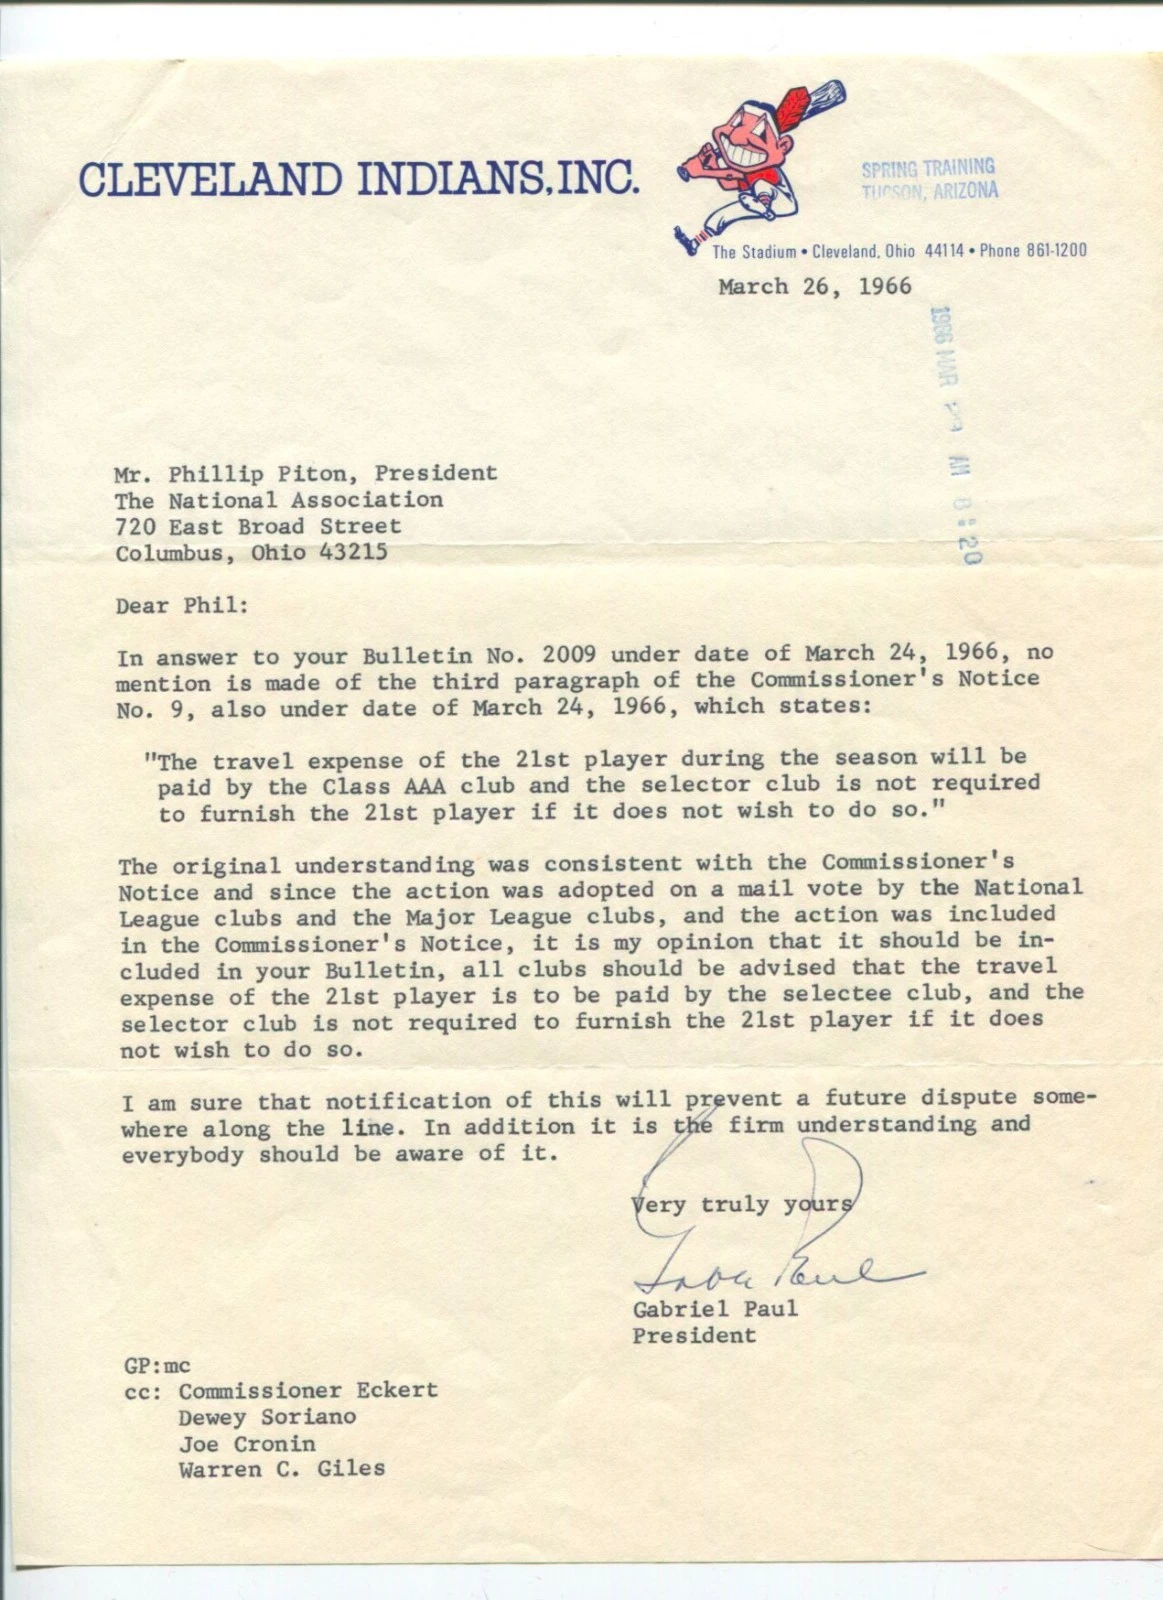 CLEVELAND INDIANS, INC.
SPRING TRAINING
TUCSON, ARIZONA
The Stadium • Cleveland, Ohio 44114 • Phone 861-1200
March 26, 1966
1966 MAR AM 8:20
Mr. Phillip Piton, President
The National Association
720 East Broad Street
Columbus, Ohio 43215
Dear Phil:
In answer to your Bulletin No. 2009 under date of March 24, 1966, no
mention is made of the third paragraph of the Commissioner's Notice
No. 9, also under date of March 24, 1966, which states:
"The travel expense of the 21st player during the season will be
paid by the Class AAA club and the selector club is not required
to furnish the 21st player if it does not wish to do so."
The original understanding was consistent with the Commissioner's
Notice and since the action was adopted on a mail vote by the National
League clubs and the Major League clubs, and the action was included
in the Commissioner's Notice, it is my opinion that it should be in-
cluded in your Bulletin, all clubs should be advised that the travel
expense of the 21st player is to be paid by the selectee club, and the
selector club is not required to furnish the 21st player if it does
not wish to do so.
I am sure that notification of this will prevent a future dispute some-
where along the line. In addition it is the firm understanding and
everybody should be aware of it.
Very truly yours
Gabe Paul
Gabriel Paul
President
GP:mc
cc: Commissioner Eckert
Dewey Soriano
Joe Cronin
Warren C. Giles